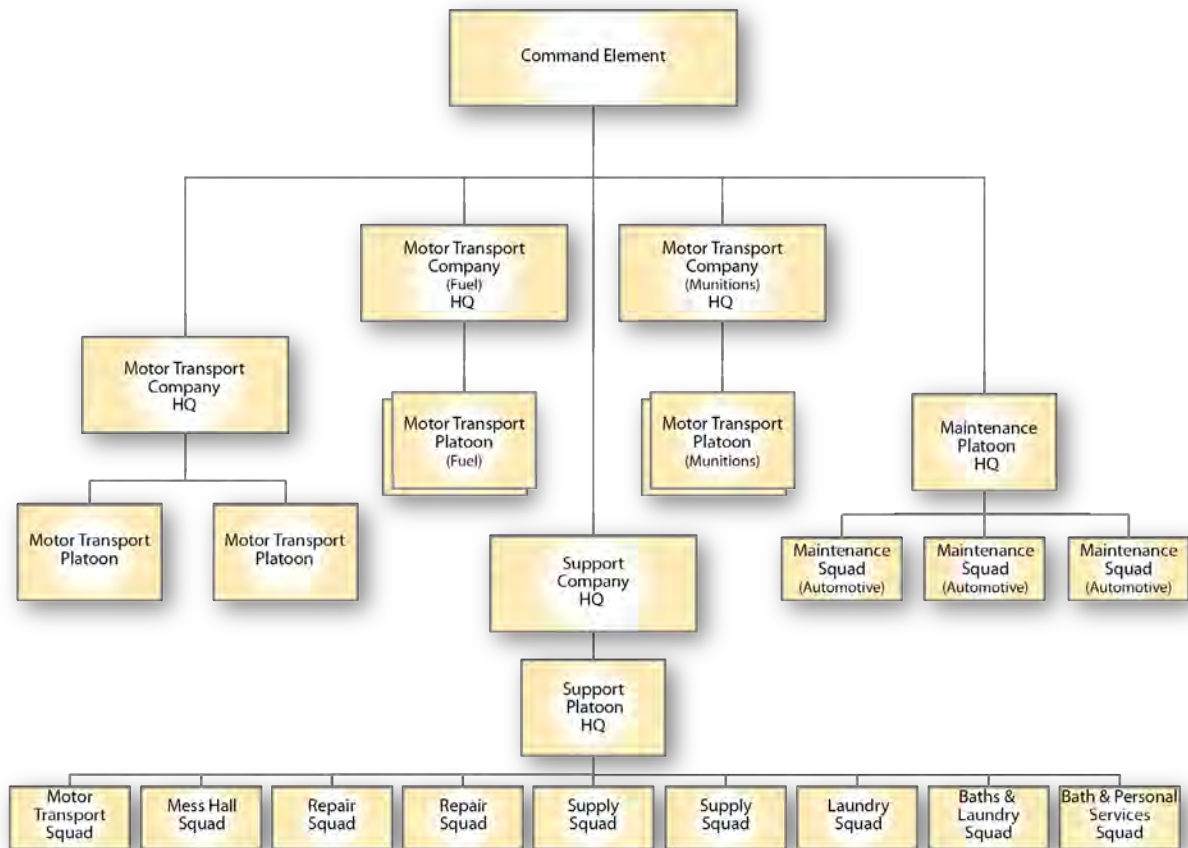 Command Element
Motor Transport
Company
(Fuel)
HQ
Motor Transport
Company
(Munitions)
HQ
Motor Transport
Company
HQ
Motor Transport
Platoon
(Fuel)
Motor Transport
Platoon
(Munitions)
Maintenance
Platoon
HQ
Motor Transport
Platoon
Motor Transport
Platoon
Support
Company
HQ
Maintenance
Squad
(Automotive)
Maintenance
Squad
(Automotive)
Maintenance
Squad
(Automotive)
Support
Platoon
HQ
Motor
Transport
Squad
Mess Hall
Squad
Repair
Squad
Repair
Squad
Supply
Squad
Supply
Squad
Laundry
Squad
Baths &
Laundry
Squad
Bath & Personal
Services
Squad